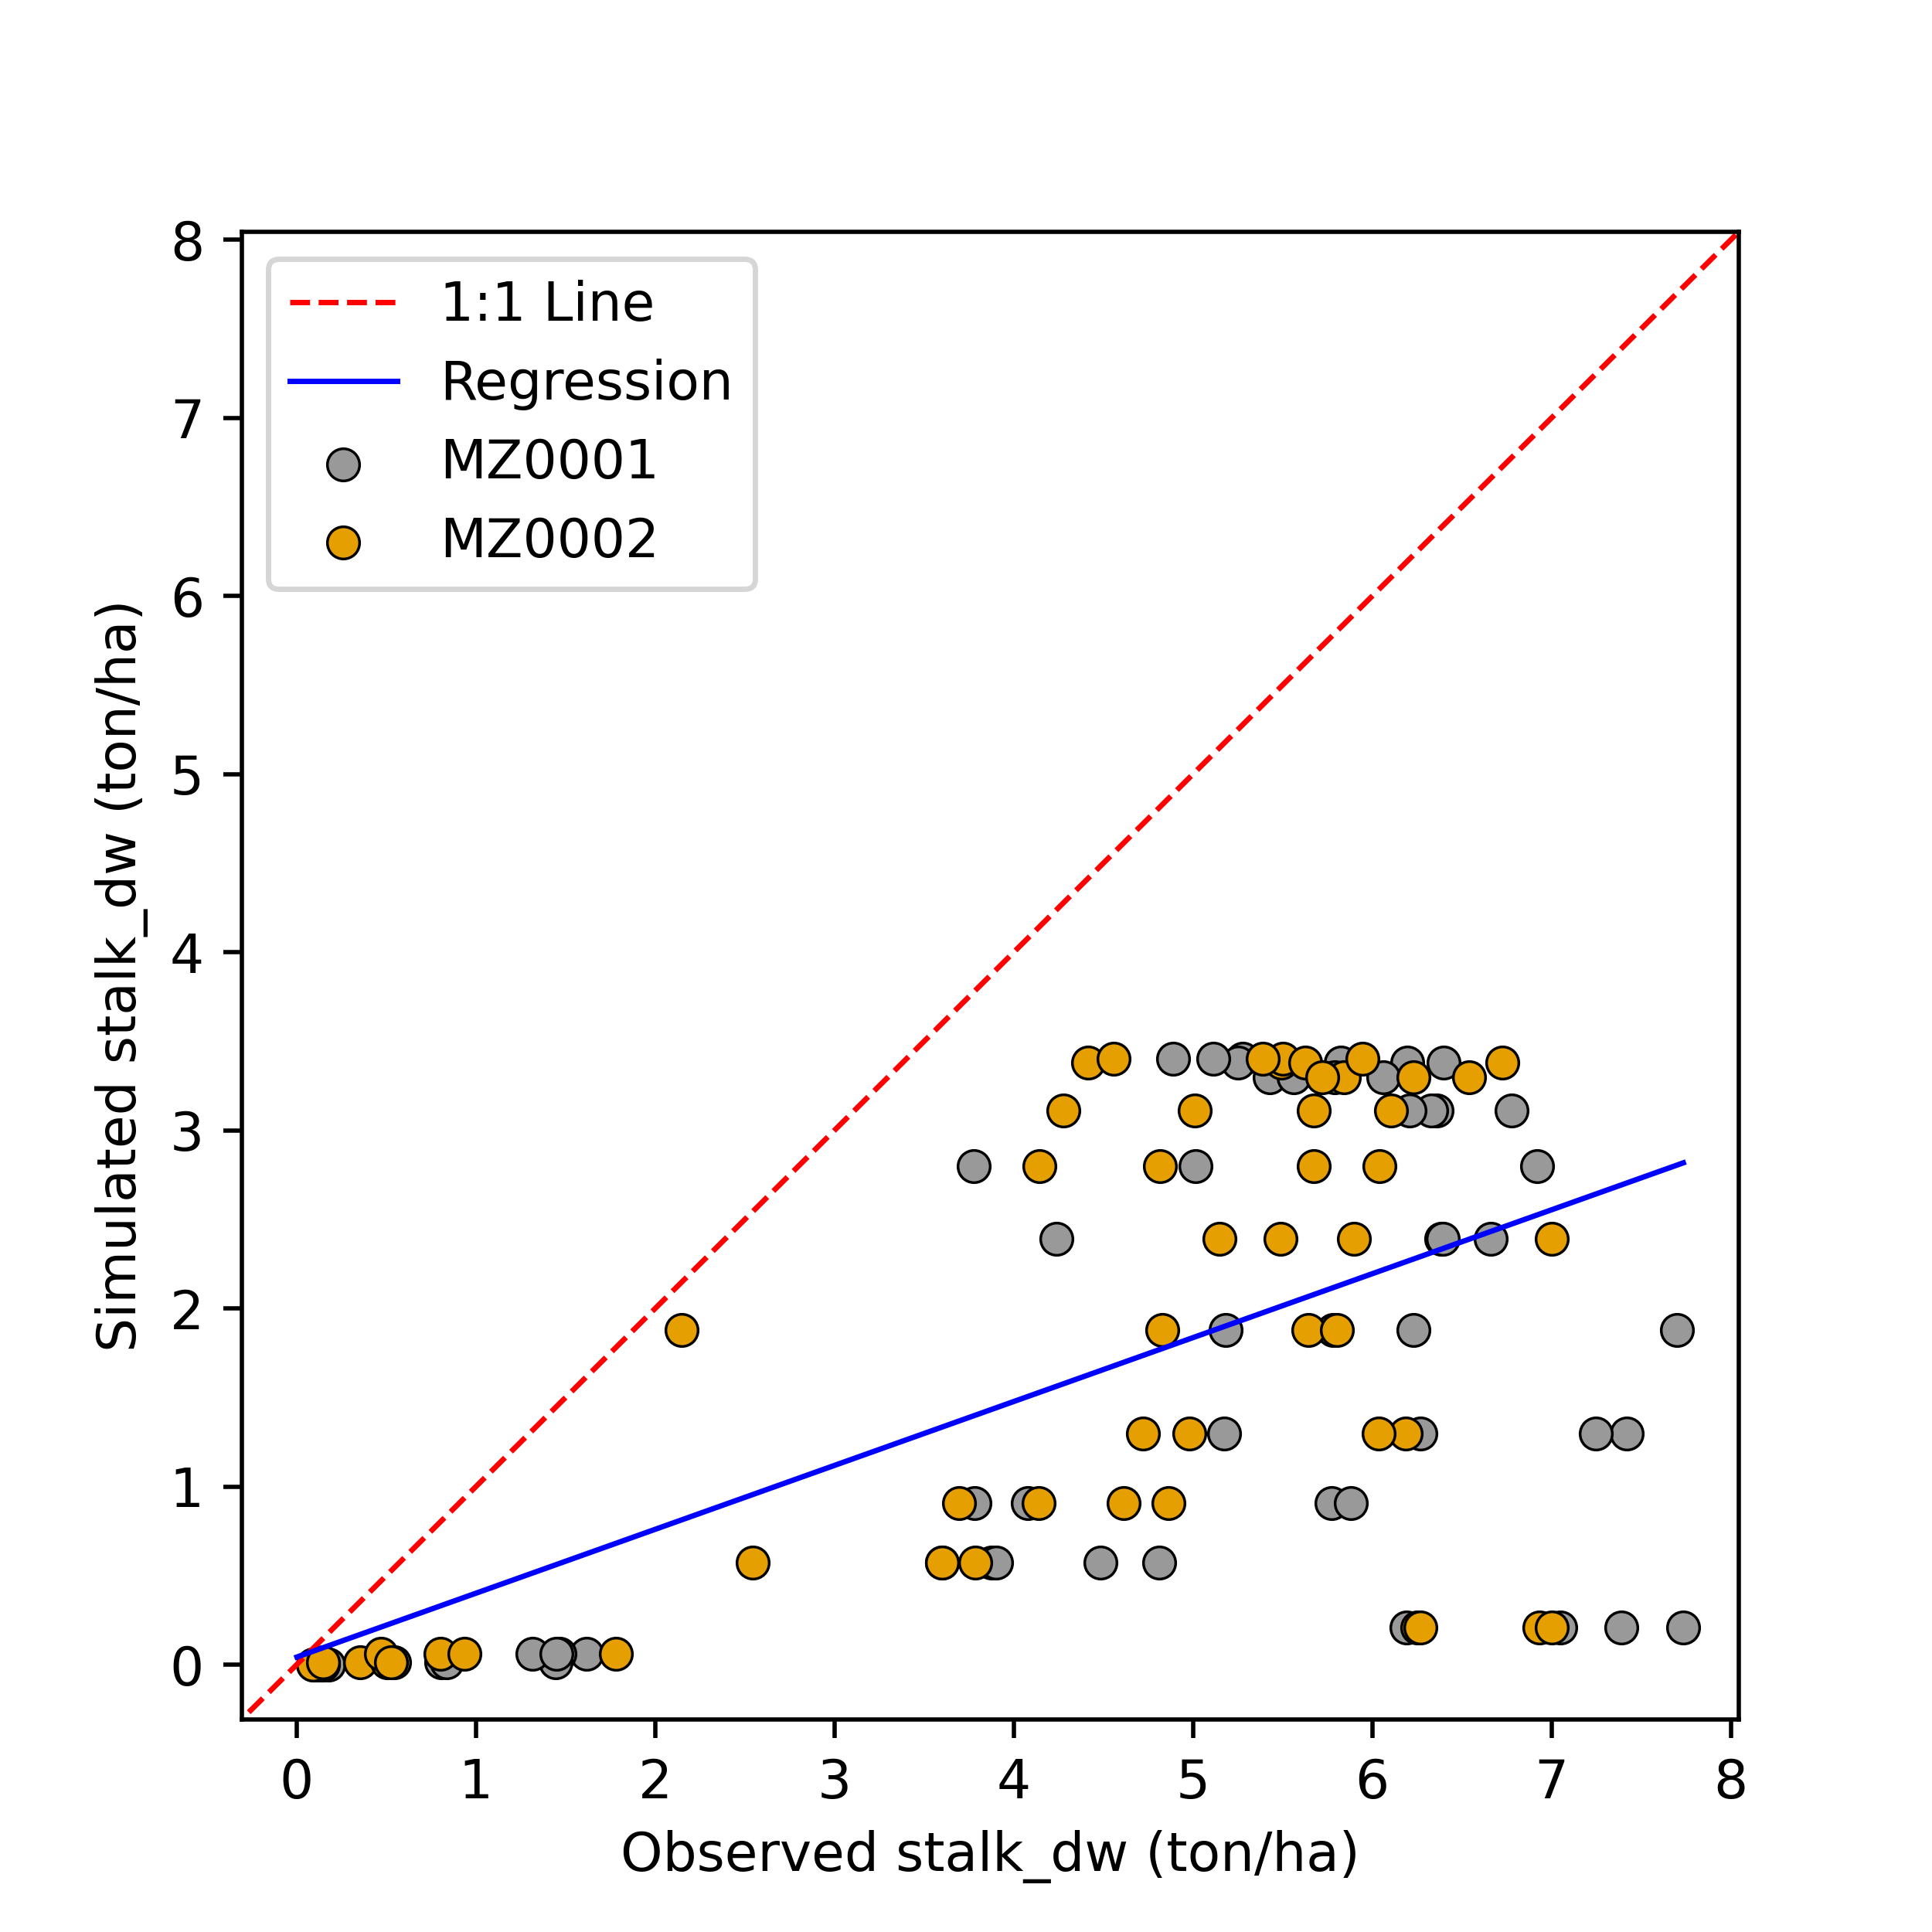 8
7
6
5
4
3
2
1
0
Simulated stalk_dw (ton/ha)
1:1 Line
Regression
MZ0001
MZ0002
0 1 2 3 4 5 6 7 8
Observed stalk_dw (ton/ha)